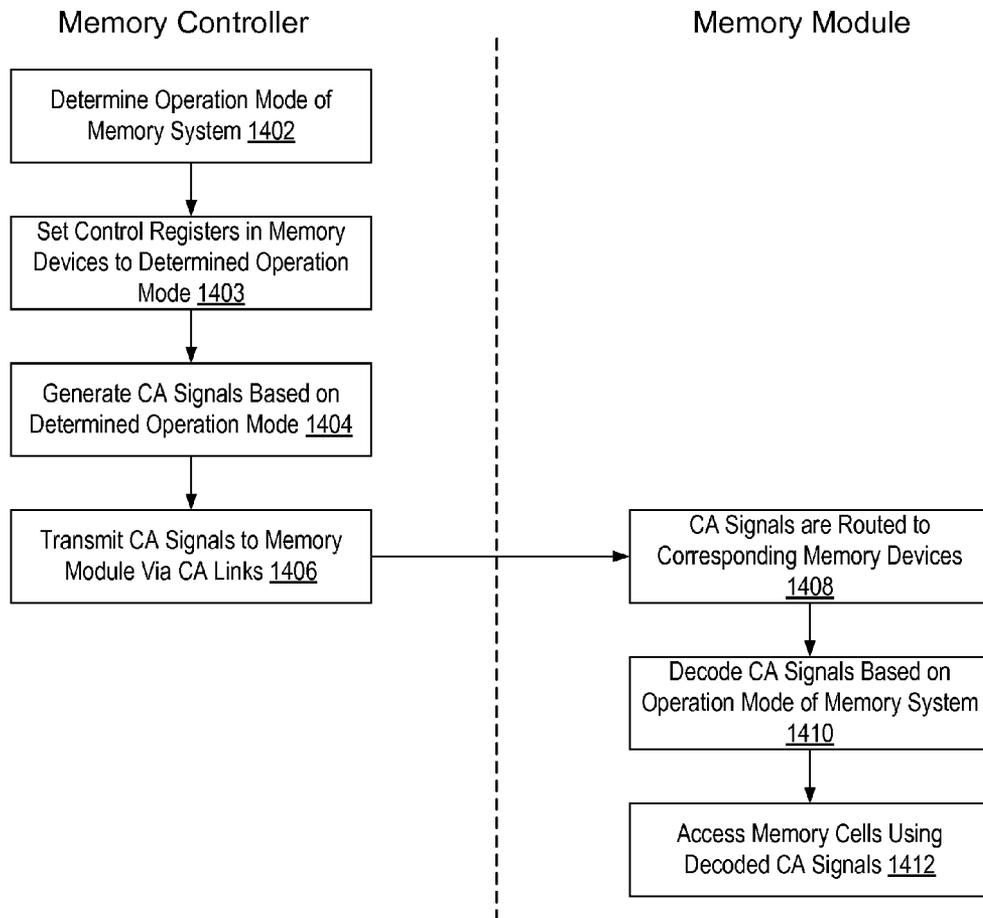 Memory Controller
Memory Module
Determine Operation Mode of
Memory System 1402
Set Control Registers in Memory
Devices to Determined Operation
Mode 1403
Generate CA Signals Based on
Determined Operation Mode 1404
Transmit CA Signals to Memory
Module Via CA Links 1406
CA Signals are Routed to
Corresponding Memory Devices
1408
Decode CA Signals Based on
Operation Mode of Memory System
1410
Access Memory Cells Using
Decoded CA Signals 1412